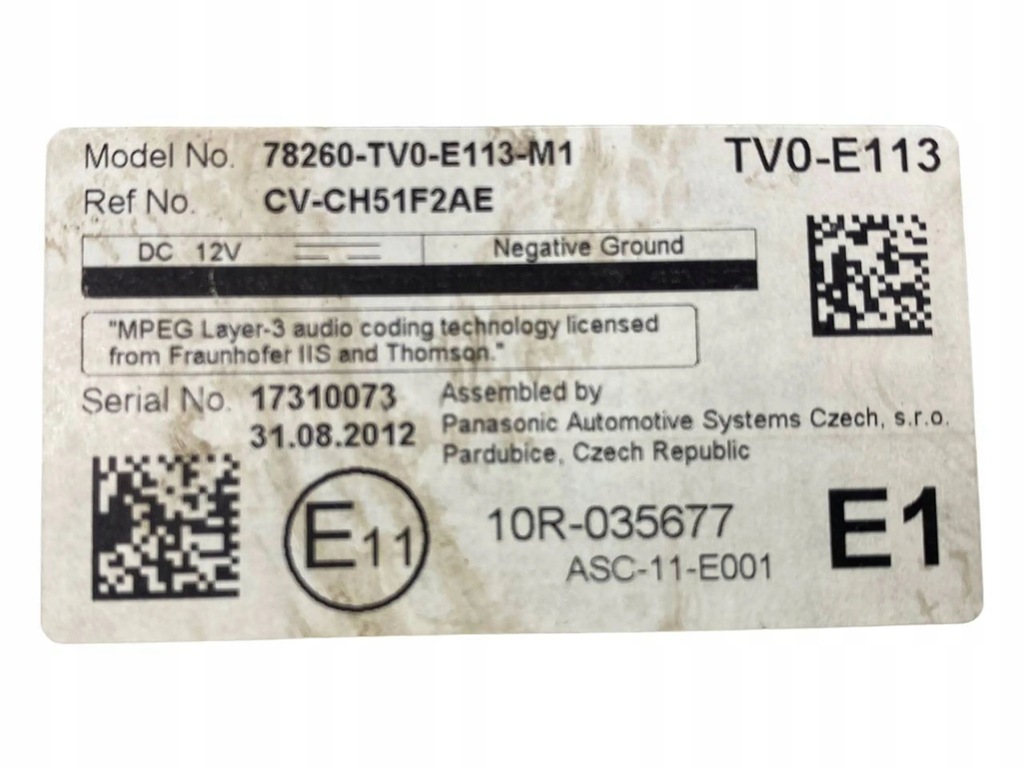 Model No. 78260-TV0-E113-M1 TV0-E113
Ref No. CV-CH51F2AE
DC 12V Negative Ground
"MPEG Layer-3 audio coding technology licensed
from Fraunhofer IIS and Thomson."
Serial No. 17310073
31.08.2012
Assembled by
Panasonic Automotive Systems Czech, s.r.o.
Pardubice, Czech Republic
E11
10R-035677
ASC-11-E001
E1